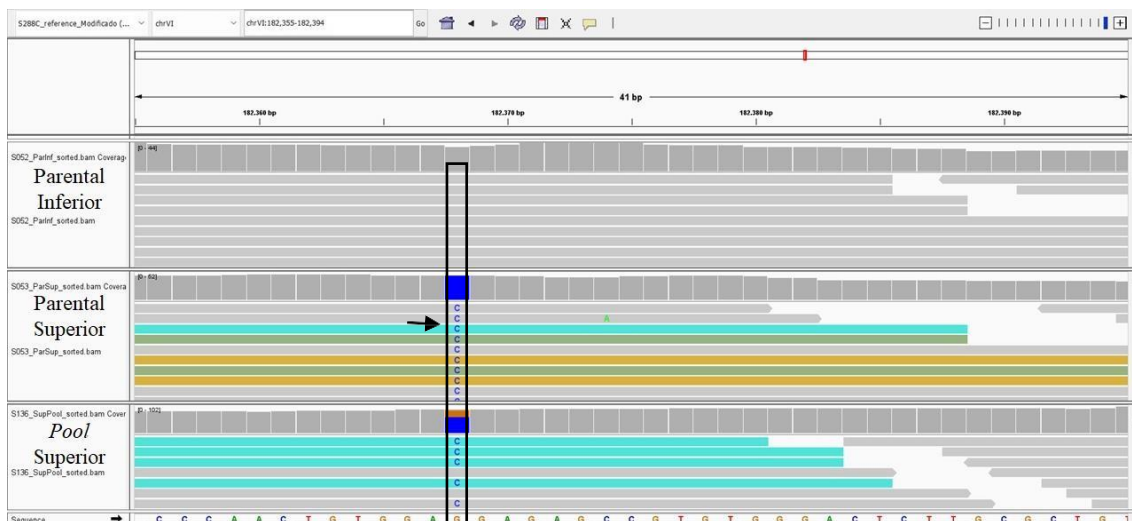 S288C_reference_Modificado (... chrVI chrVI:182,355-182,394 Go
41 bp
182.360 bp 182.370 bp 182.380 bp 182.390 bp
S052_ParInf_sorted.bam Coverag
[0 - 44]
Parental
Inferior
S052_ParInf_sorted.bam
S053_ParSup_sorted.bam Covera
[0 - 62]
Parental
Superior
S053_ParSup_sorted.bam
C
C A
C
C
C
C
C
C
C
S136_SupPool_sorted.bam Cover
[0 - 102]
Pool
Superior
S136_SupPool_sorted.bam
C
C
C
C
C
Sequence C C C A A C T G T G G A G G A G A G C C G T G T G G G A C T C T T G C G C T G T